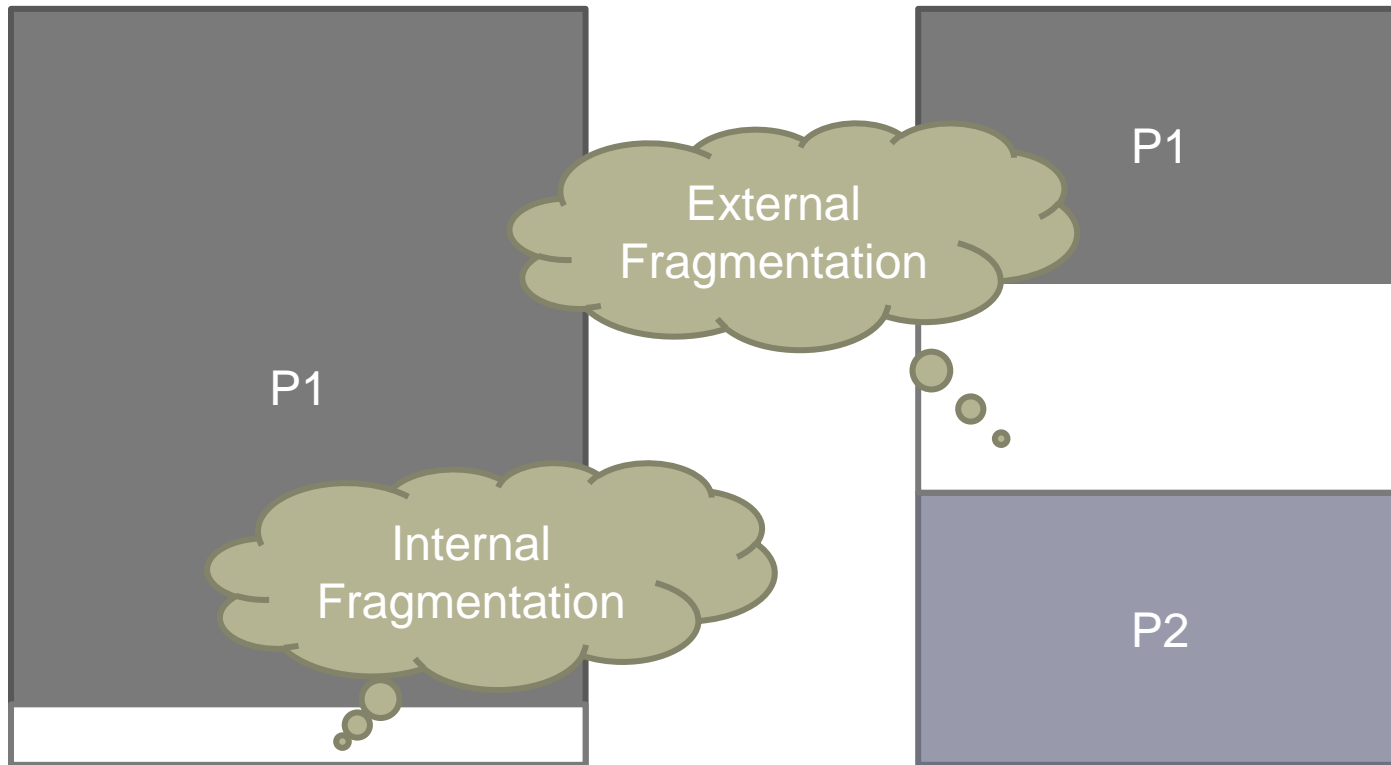 P1
External
Fragmentation
P1
Internal
Fragmentation
P2